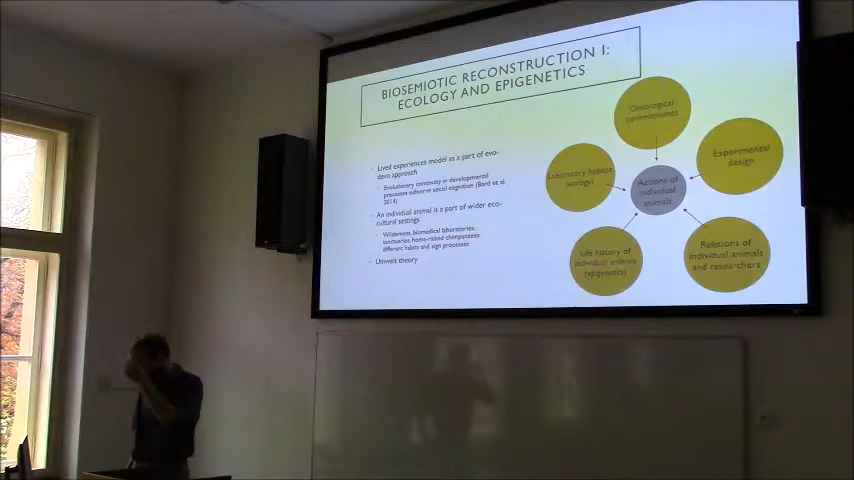 BIOSEMIOTIC RECONSTRUCTION I:
ECOLOGY AND EPIGENETICS
Lived experiences model as a part of evo-
devo approach
Evolutionary continuity in developmental
processes subserve social cognition (Bard et al.
2014)
An individual animal is a part of wider eco-
cultural settings
Wilderness, biomedical laboratories,
sanctuaries, home-raised chimpanzees
different habits and sign processes
Umwelt theory
Ontological
commitments
Experimental
design
Relations of
individual animals
and researchers
Life history of
individual animals
(epigenetics)
Laboratory habitat
(ecology)
Actions of
individual
animals